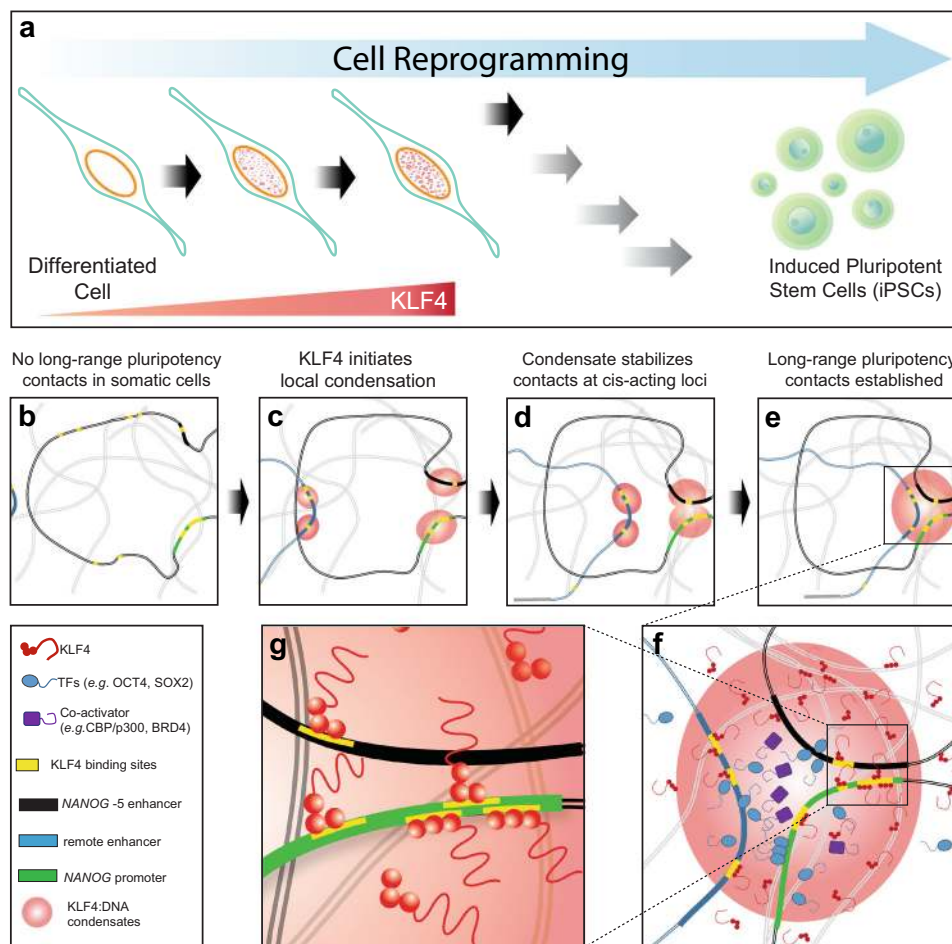 a
Cell Reprogramming
Differentiated
Cell
KLF4
Induced Pluripotent
Stem Cells (iPSCs)
No long-range pluripotency
contacts in somatic cells
KLF4 initiates
local condensation
Condensate stabilizes
contacts at cis-acting loci
Long-range pluripotency
contacts established
b
c
d
e
KLF4
TFs (e.g. OCT4, SOX2)
Co-activator
(e.g.CBP/p300, BRD4)
KLF4 binding sites
NANOG -5 enhancer
remote enhancer
NANOG promoter
KLF4:DNA
condensates
g
f